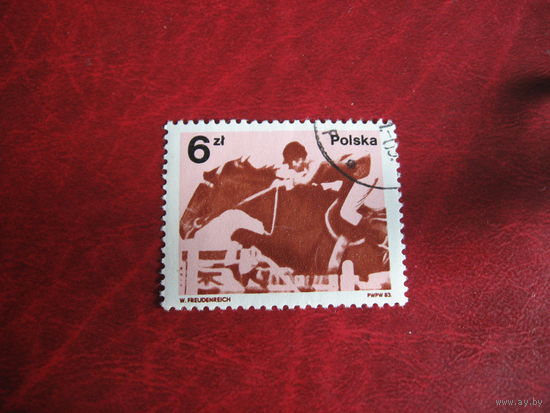 6 zł Polska
W. FREUDENREICH PWPW 83.
www.ay.by